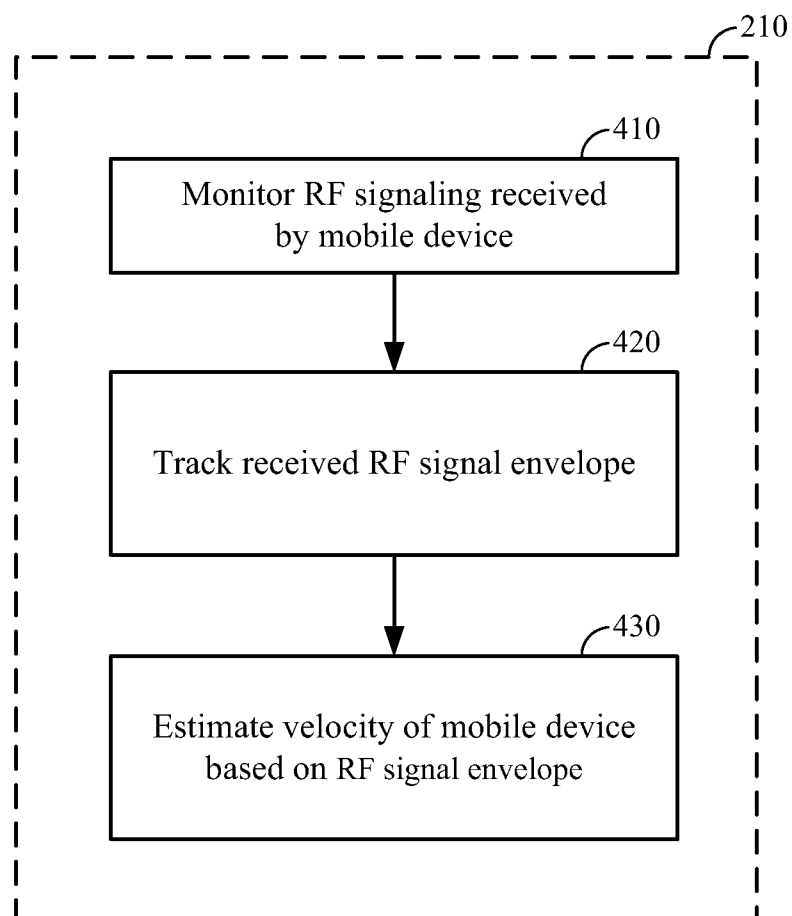 210
410
Monitor RF signaling received
by mobile device
420
Track received RF signal envelope
430
Estimate velocity of mobile device
based on RF signal envelope